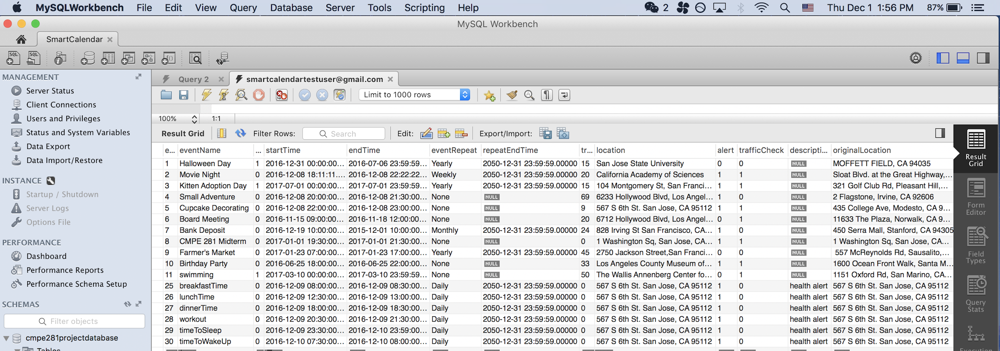 MySQLWorkbench File Edit View Query Database Server Tools Scripting Help 2 Thu Dec 1 1:56 PM 87%
MySQL Workbench
SmartCalendar
SQL SQL f()
MANAGEMENT
Server Status
Client Connections
Users and Privileges
Status and System Variables
Data Export
Data Import/Restore
INSTANCE
Startup / Shutdown
Server Logs
Options File
PERFORMANCE
Dashboard
Performance Reports
Performance Schema Setup
SCHEMAS
Filter objects
cmpe281projectdatabase
Tables
Query 2 smartcalendartestuser@gmail.com
Limit to 1000 rows
100% 1:1
Result Grid Filter Rows: Search Edit: Export/Import:
e... eventName ... startTime endTime eventRepeat repeatEndTime tr... location alert trafficCheck descripti... originalLocation
1 Halloween Day 1 2016-12-31 00:00:00... 2016-07-06 23:59:59... Yearly 2050-12-31 23:59:59.00000 15 San Jose State University 0 0 NULL MOFFETT FIELD, CA 94035
2 Movie Night 0 2016-12-08 18:11:11.... 2016-12-08 22:22:22... Weekly 2050-12-31 23:59:59.00000 20 California Academy of Sciences 1 1 NULL Sloat Blvd. at the Great Highway,...
3 Kitten Adoption Day 1 2017-07-01 00:00:00... 2017-07-01 23:59:59... Yearly 2050-12-31 23:59:59.00000 15 104 Montgomery St, San Franci... 1 1 NULL 321 Golf Club Rd, Pleasant Hill,...
4 Small Adventure 0 2016-12-08 20:00:00... 2016-12-08 21:30:00... None NULL 69 6233 Hollywood Blvd, Los Angel... 1 0 NULL 2 Flagstone, Irvine, CA 92606
5 Cupcake Decorating 0 2016-12-08 22:00:00... 2016-12-08 23:00:00... None NULL 9 567 S 6th St. San Jose, CA 95112 1 1 NULL 435 College Ave, Modesto, CA 9...
6 Board Meeting 0 2016-11-15 09:00:00... 2016-11-18 12:00:00... None NULL 20 6712 Hollywood Blvd, Los Angel... 0 1 NULL 11633 The Plaza, Norwalk, CA 9...
7 Bank Deposit 0 2016-12-19 10:00:00... 2015-12-01 10:00:00... Monthly 2050-12-31 23:59:59.00000 24 828 Irving St San Francisco, CA... 1 0 NULL 450 Serra Mall, Stanford, CA 94305
8 CMPE 281 Midterm 0 2017-01-01 19:30:00... 2017-01-01 21:30:00... None NULL 0 1 Washington Sq, San Jose, CA... 1 1 NULL 1 Washington Sq, San Jose, CA...
9 Farmer's Market 0 2017-01-23 07:00:00... 2017-01-23 17:00:00... Yearly 2050-12-31 23:59:59.00000 45 2750 Jackson Street,San Franci... 0 0 NULL 557 McReynolds Rd, Sausalito,...
10 Birthday Party 0 2016-06-25 18:00:00... 2016-06-25 22:00:00... None NULL 33 Los Angeles County Museum of... 1 1 NULL 1600 Ocean Front Walk, Santa M...
11 swimming 1 2017-03-10 00:00:00... 2017-03-10 23:59:59... None NULL 50 The Wallis Annenberg Center fo... 0 1 NULL 1151 Oxford Rd, San Marino, CA...
25 breakfastTime 0 2016-12-09 08:00:00... 2016-12-09 08:30:00... Daily 2050-12-31 23:59:59.00000 0 567 S 6th St. San Jose, CA 95112 1 0 health alert 567 S 6th St. San Jose, CA 95112
26 lunchTime 0 2016-12-09 12:30:00... 2016-12-09 13:00:00... Daily 2050-12-31 23:59:59.00000 0 567 S 6th St. San Jose, CA 95112 1 0 health alert 567 S 6th St. San Jose, CA 95112
27 dinnerTime 0 2016-12-09 18:00:00... 2016-12-09 18:30:00... Daily 2050-12-31 23:59:59.00000 0 567 S 6th St. San Jose, CA 95112 1 0 health alert 567 S 6th St. San Jose, CA 95112
28 workout 0 2016-12-09 20:30:00... 2016-12-09 21:30:00... Daily 2050-12-31 23:59:59.00000 0 567 S 6th St. San Jose, CA 95112 1 0 health alert 567 S 6th St. San Jose, CA 95112
29 timeToSleep 0 2016-12-09 23:30:00... 2016-12-10 23:59:00... Daily 2050-12-31 23:59:59.00000 0 567 S 6th St. San Jose, CA 95112 1 0 health alert 567 S 6th St. San Jose, CA 95112
30 timeToWakeUp 0 2016-12-10 07:30:00... 2016-12-10 08:00:00... Daily 2050-12-31 23:59:59.00000 0 567 S 6th St. San Jose, CA 95112 1 0 health alert 567 S 6th St. San Jose, CA 95112
Result
Grid
Form
Editor
Field
Types
Query
Stats
Execution